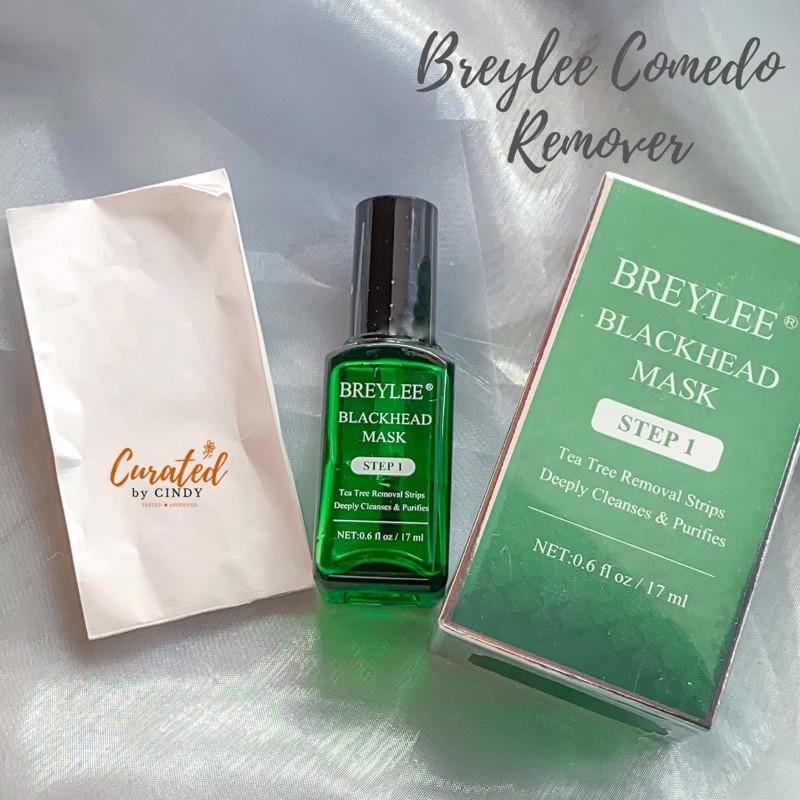 Breylee Comedo
Remover
Curated
by CINDY
TESTED ● APPROVED
BREYLEE®
BLACKHEAD
MASK
STEP 1
Tea Tree Removal Strips
Deeply Cleanses & Purifies
NET:0.6 fl oz / 17 ml
BREYLEE®
BLACKHEAD
MASK
STEP 1
Tea Tree Removal Strips
Deeply Cleanses & Purifies
NET:0.6 fl oz / 17 ml